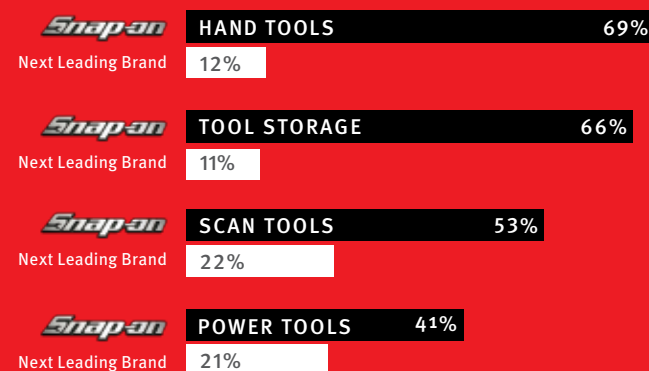 Snap-on HAND TOOLS 69%
Next Leading Brand 12%
Snap-on TOOL STORAGE 66%
Next Leading Brand 11%
Snap-on SCAN TOOLS 53%
Next Leading Brand 22%
Snap-on POWER TOOLS 41%
Next Leading Brand 21%